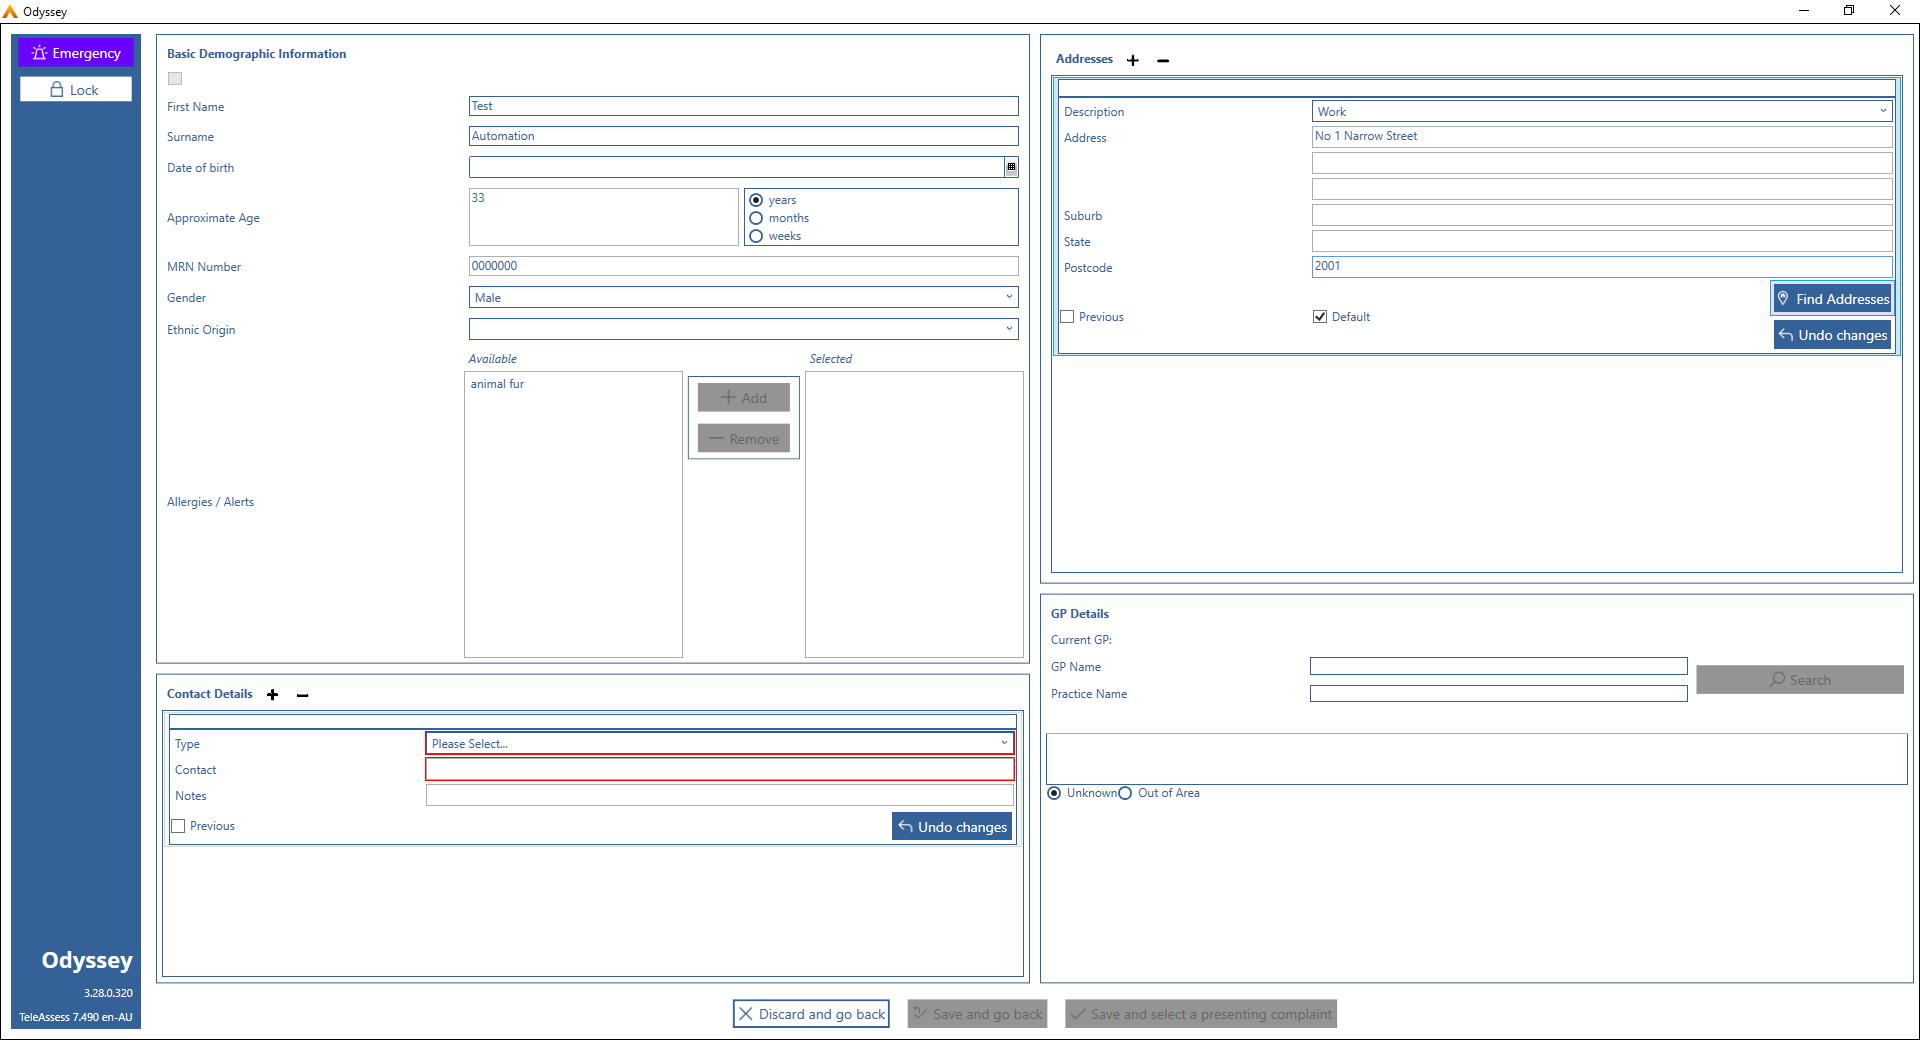 Odyssey
Emergency
Lock
Basic Demographic Information
First Name
Test
Surname
Automation
Date of birth
Approximate Age
33
years
months
weeks
MRN Number
0000000
Gender
Male
Ethnic Origin
Available
Selected
Allergies / Alerts
animal fur
Add
Remove
Contact Details
Type
Please Select...
Contact
Notes
Previous
Undo changes
Addresses
Description
Work
Address
No 1 Narrow Street
Suburb
State
Postcode
2001
Find Addresses
Previous
Default
Undo changes
GP Details
Current GP:
GP Name
Practice Name
Search
Unknown
Out of Area
Odyssey
3.28.0.320
TeleAssess 7.490 en-AU
Discard and go back
Save and go back
Save and select a presenting complaint